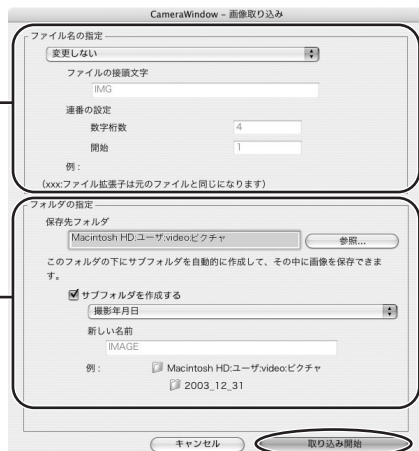 CameraWindow – 画像取り込み
ファイル名の指定
変更しない
ファイルの接頭文字
IMG
連番の設定
数字桁数 4
開始 1
例：
(xxx:ファイル拡張子は元のファイルと同じになります)
フォルダの指定
保存先フォルダ
Macintosh HD:ユーザ:video:ピクチャ 参照...
このフォルダの下にサブフォルダを自動的に作成して、その中に画像を保存できま
す。
サブフォルダを作成する
撮影年月日
新しい名前
IMAGE
例： Macintosh HD:ユーザ:video:ピクチャ
2003_12_31
キャンセル 取り込み開始